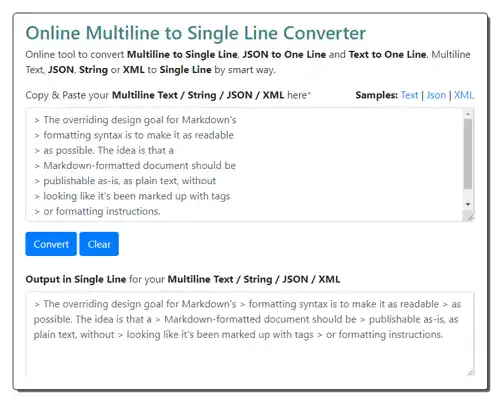 Online Multiline to Single Line Converter
Online tool to convert Multiline to Single Line, JSON to One Line and Text to One Line. Multiline
Text, JSON, String or XML to Single Line by smart way.
Copy & Paste your Multiline Text / String / JSON / XML here* Samples: Text | Json | XML
> The overriding design goal for Markdown's
> formatting syntax is to make it as readable
> as possible. The idea is that a
> Markdown-formatted document should be
> publishable as-is, as plain text, without
> looking like it's been marked up with tags
> or formatting instructions.
Convert Clear
Output in Single Line for your Multiline Text / String / JSON / XML
> The overriding design goal for Markdown's > formatting syntax is to make it as readable > as
possible. The idea is that a > Markdown-formatted document should be > publishable as-is, as
plain text, without > looking like it's been marked up with tags > or formatting instructions.